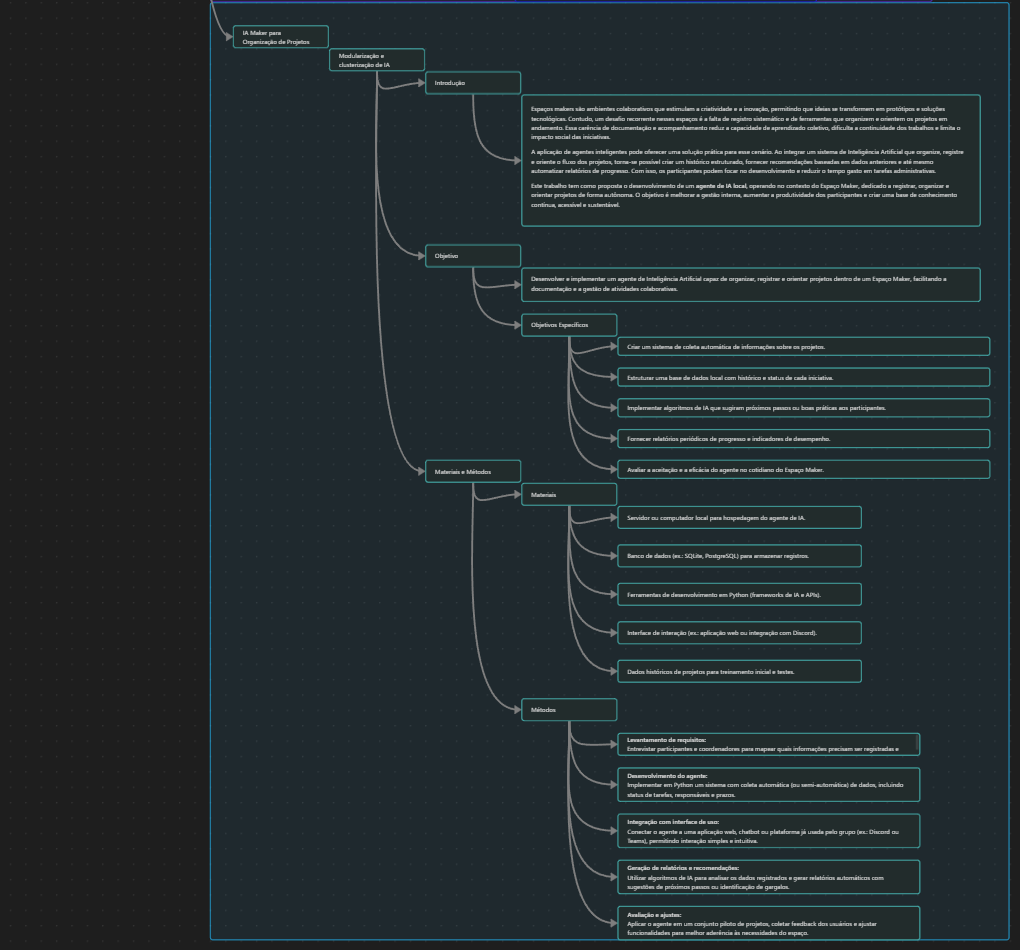 IA Maker para
Organização de Projetos
Modularização e
clusterização de IA
Introdução
Espaços makers são ambientes colaborativos que estimulam a criatividade e a inovação, permitindo que ideias se transformem em protótipos e soluções
tecnológicas. Contudo, um desafio recorrente nesses espaços é a falta de registro sistemático e de ferramentas que organizem e orientem os projetos em
andamento. Essa carência de documentação e acompanhamento reduz a capacidade de aprendizado coletivo, dificulta a continuidade dos trabalhos e limita o
impacto social das iniciativas.
A aplicação de agentes inteligentes pode oferecer uma solução prática para esse cenário. Ao integrar um sistema de Inteligência Artificial que organize, registre
e oriente o fluxo dos projetos, torna-se possível criar um histórico estruturado, fornecer recomendações baseadas em dados anteriores e até mesmo
automatizar relatórios de progresso. Com isso, os participantes podem focar no desenvolvimento e reduzir o tempo gasto em tarefas administrativas.
Este trabalho tem como proposta o desenvolvimento de um agente de IA local, operando no contexto do Espaço Maker, dedicado a registrar, organizar e
orientar projetos de forma autônoma. O objetivo é melhorar a gestão interna, aumentar a produtividade dos participantes e criar uma base de conhecimento
contínua, acessível e sustentável.
Objetivo
Desenvolver e implementar um agente de Inteligência Artificial capaz de organizar, registrar e orientar projetos dentro de um Espaço Maker, facilitando a
documentação e a gestão de atividades colaborativas.
Objetivos Específicos
Criar um sistema de coleta automática de informações sobre os projetos.
Estruturar uma base de dados local com histórico e status de cada iniciativa.
Implementar algoritmos de IA que sugiram próximos passos ou boas práticas aos participantes.
Fornecer relatórios periódicos de progresso e indicadores de desempenho.
Avaliar a aceitação e a eficácia do agente no cotidiano do Espaço Maker.
Materiais e Métodos
Materiais
Servidor ou computador local para hospedagem do agente de IA.
Banco de dados (ex.: SQLite, PostgreSQL) para armazenar registros.
Ferramentas de desenvolvimento em Python (frameworks de IA e APIs).
Interface de interação (ex.: aplicação web ou integração com Discord).
Dados históricos de projetos para treinamento inicial e testes.
Métodos
Levantamento de requisitos:
Entrevistar participantes e coordenadores para mapear quais informações precisam ser registradas e
Desenvolvimento do agente:
Implementar em Python um sistema com coleta automática (ou semi-automática) de dados, incluindo
status de tarefas, responsáveis e prazos.
Integração com interface de uso:
Conectar o agente a uma aplicação web, chatbot ou plataforma já usada pelo grupo (ex.: Discord ou
Teams), permitindo interação simples e intuitiva.
Geração de relatórios e recomendações:
Utilizar algoritmos de IA para analisar os dados registrados e gerar relatórios automáticos com
sugestões de próximos passos ou identificação de gargalos.
Avaliação e ajustes:
Aplicar o agente em um conjunto piloto de projetos, coletar feedback dos usuários e ajustar
funcionalidades para melhor aderência às necessidades do espaço.